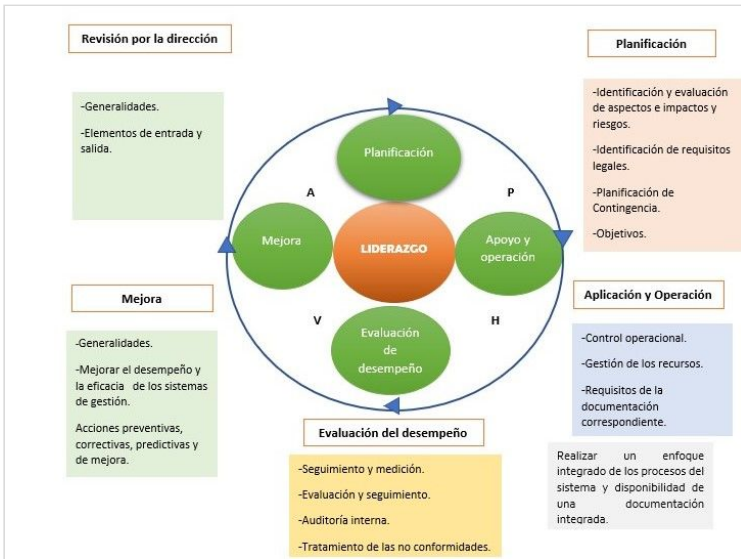 Revisión por la dirección
-Generalidades.
-Elementos de entrada y
salida.
Planificación
-Identificación y evaluación
de aspectos e impactos y
riesgos.
-Identificación de requisitos
legales.
-Planificación de
Contingencia.
-Objetivos.
Planificación
A
P
Mejora
LIDERAZGO
Apoyo y
operación
V
H
Evaluación
de
desempeño
Mejora
-Generalidades.
-Mejorar el desempeño y
la eficacia de los sistemas
de gestión.
Acciones preventivas,
correctivas, predictivas y
de mejora.
Aplicación y Operación
-Control operacional.
-Gestión de los recursos.
-Requisitos de la
documentación
correspondiente.
Realizar un enfoque
integrado de los procesos del
sistema y disponibilidad de
una documentación
integrada.
Evaluación del desempeño
-Seguimiento y medición.
-Evaluación y seguimiento.
-Auditoría interna.
-Tratamiento de las no conformidades.